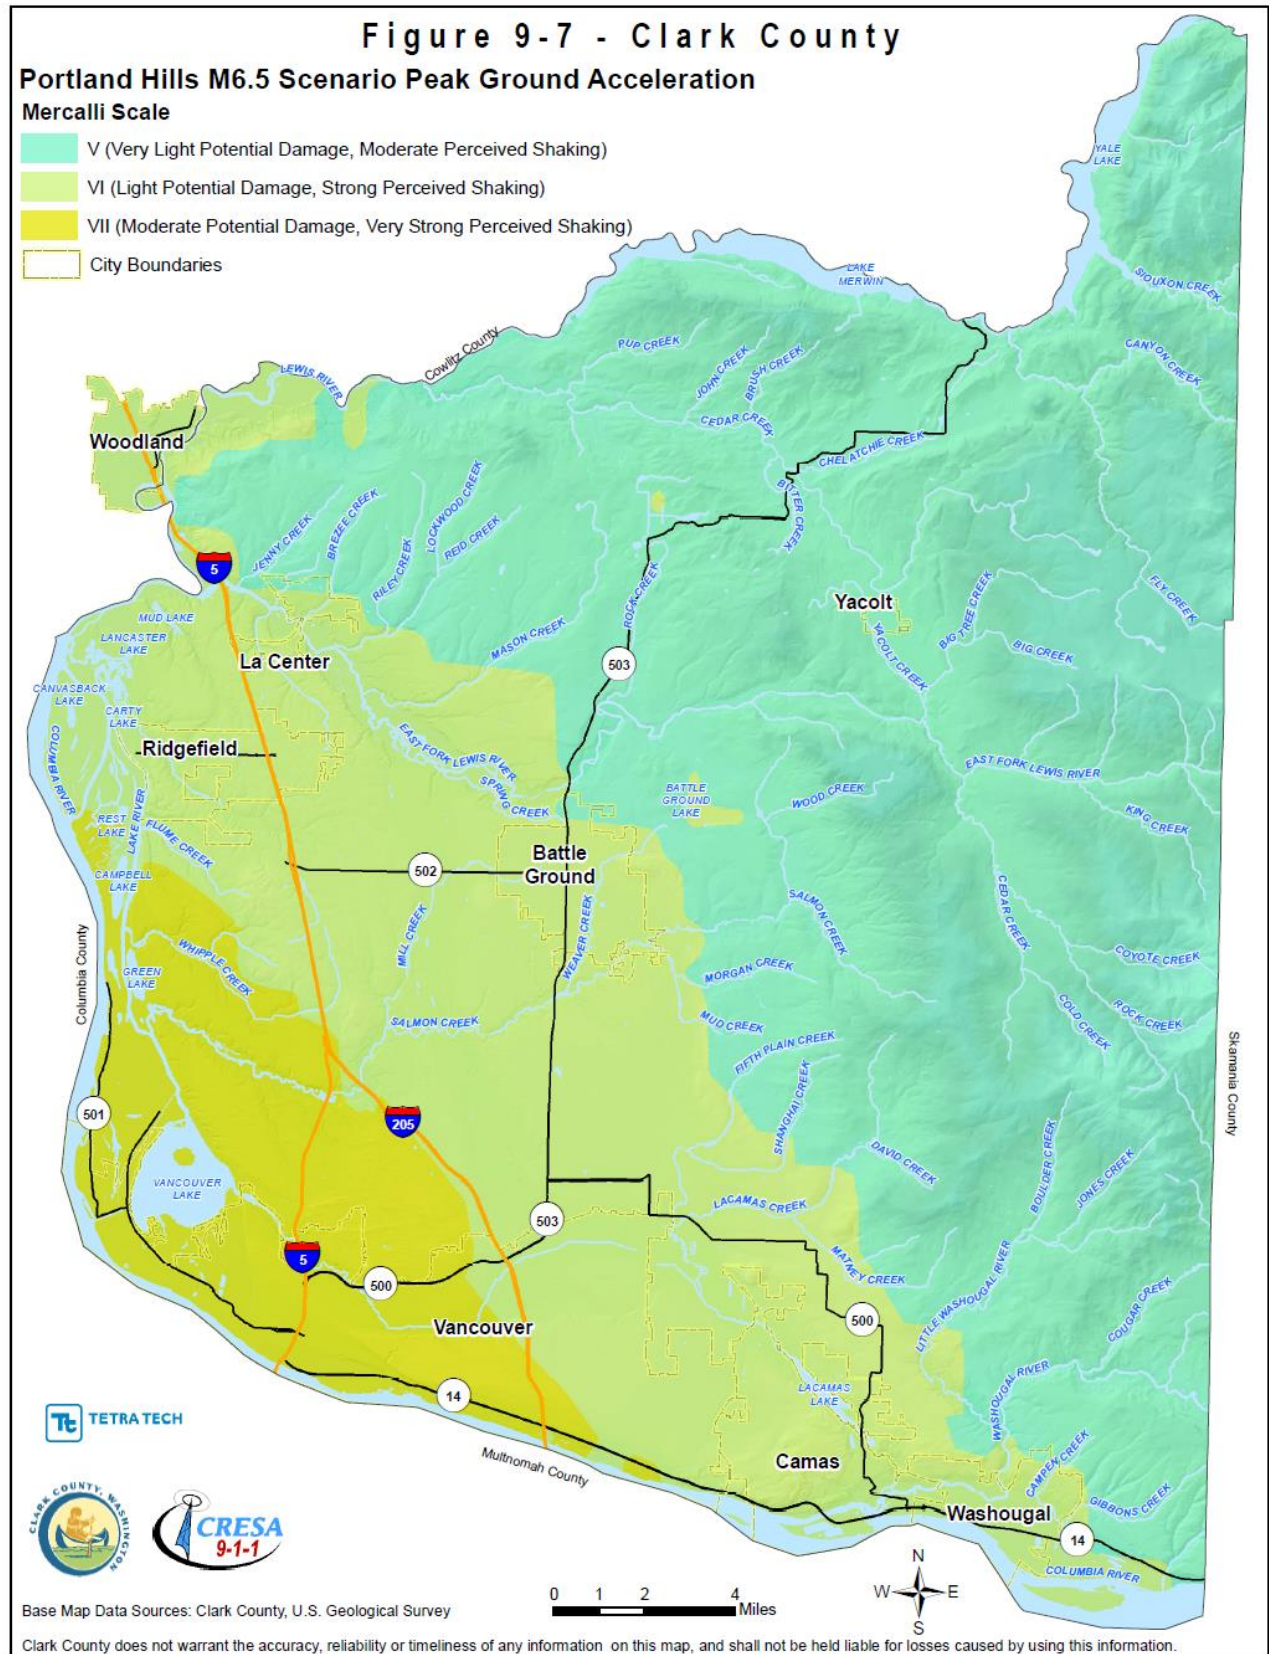 Figure 9-7 - Clark County
Portland Hills M6.5 Scenario Peak Ground Acceleration
Mercalli Scale
V (Very Light Potential Damage, Moderate Perceived Shaking)
VI (Light Potential Damage, Strong Perceived Shaking)
VII (Moderate Potential Damage, Very Strong Perceived Shaking)
City Boundaries
YALE
LAKE
LAKE
MERWIN
SIOUXON CREEK
CANYON CREEK
PUP CREEK
Cowlitz County
JOHN CREEK
BRUSH CREEK
LEWIS RIVER
CEDAR CREEK
Woodland
CHELATCHIE CREEK
BITTER CREEK
LOCKWOOD CREEK
BREZEE CREEK
JENNY CREEK
REID CREEK
RILEY CREEK
5
ROCK CREEK
Yacolt
BIG TREE CREEK
FLY CREEK
MUD LAKE
LANCASTER
LAKE
MASON CREEK
YACOLT CREEK
BIG CREEK
La Center
503
CANVASBACK
LAKE
CARTY
LAKE
Ridgefield
COLUMBIA RIVER
EAST FORK LEWIS RIVER
EAST FORK LEWIS RIVER
SPRING CREEK
BATTLE
GROUND
LAKE
WOOD CREEK
KING CREEK
REST
LAKE
LAKE RIVER
FLUME CREEK
Battle
Ground
502
CAMPBELL
LAKE
SALMON CREEK
CEDAR CREEK
MILL CREEK
WEAVER CREEK
WHIPPLE CREEK
COYOTE CREEK
Columbia County
GREEN
LAKE
MORGAN CREEK
COLD CREEK
ROCK CREEK
SALMON CREEK
MUD CREEK
FIFTH PLAIN CREEK
Skamania County
501
205
SHANGHAI CREEK
DAVID CREEK
BOULDER CREEK
JONES CREEK
VANCOUVER
LAKE
LACAMAS CREEK
503
5
500
MATNEY CREEK
LITTLE WASHOUGAL RIVER
COUGAR CREEK
Vancouver
500
LACAMAS
LAKE
WASHOUGAL RIVER
14
Tt TETRA TECH
Multnomah County
Camas
CAMPEN CREEK
GIBBONS CREEK
Washougal
14
COLUMBIA RIVER
CLARK COUNTY, WASHINGTON
CRESA
9-1-1
N
W E
S
0 1 2 4
Miles
Base Map Data Sources: Clark County, U.S. Geological Survey
Clark County does not warrant the accuracy, reliability or timeliness of any information on this map, and shall not be held liable for losses caused by using this information.